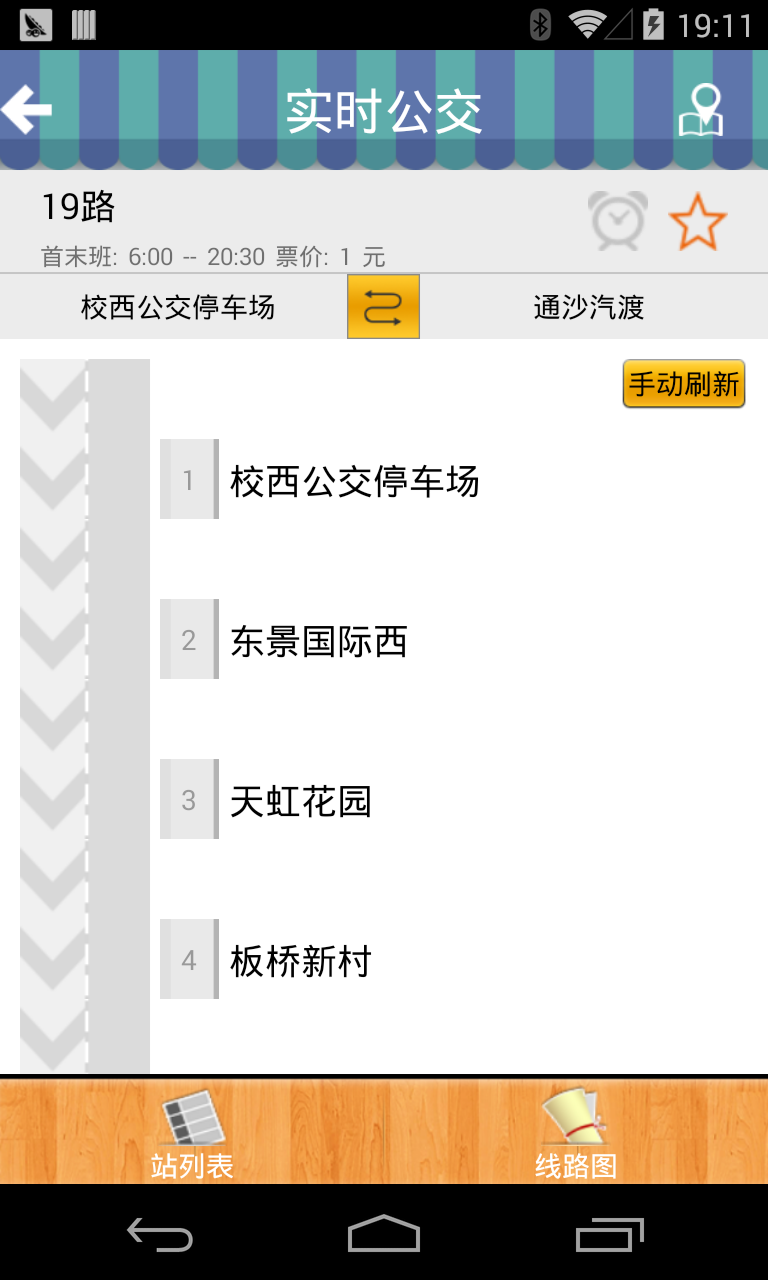 19:11
实时公交
19路
首末班: 6:00 -- 20:30 票价: 1 元
校西公交停车场
通沙汽渡
手动刷新
1 校西公交停车场
2 东景国际西
3 天虹花园
4 板桥新村
站列表
线路图